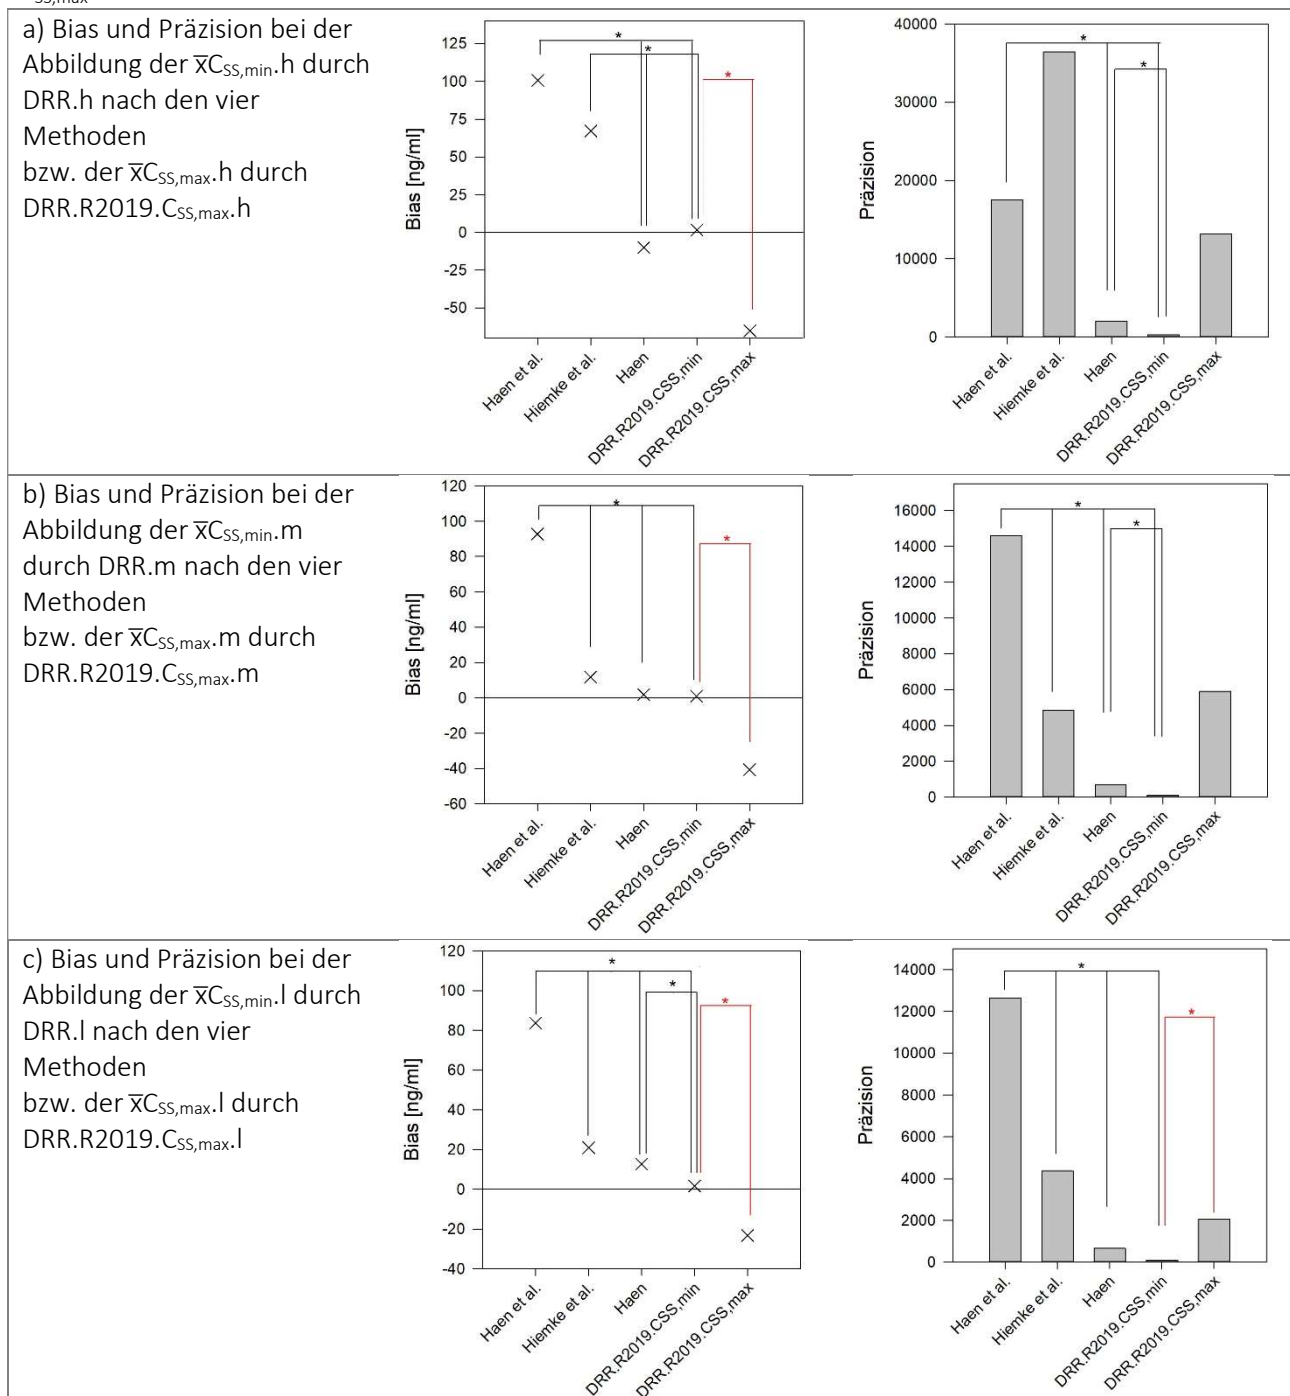 SS,max
a) Bias und Präzision bei der
Abbildung der x̅C_SS,min.h durch
DRR.h nach den vier
Methoden
bzw. der x̅C_SS,max.h durch
DRR.R2019.C_SS,max.h
Bias [ng/ml]
125
100
75
50
25
0
-25
-50
*
*
*
Haen et al.
Hiemke et al.
Haen
DRR.R2019.CSS,min
DRR.R2019.CSS,max
Präzision
40000
30000
20000
10000
0
*
*
Haen et al.
Hiemke et al.
Haen
DRR.R2019.CSS,min
DRR.R2019.CSS,max
b) Bias und Präzision bei der
Abbildung der x̅C_SS,min.m
durch DRR.m nach den vier
Methoden
bzw. der x̅C_SS,max.m durch
DRR.R2019.C_SS,max.m
Bias [ng/ml]
120
100
80
60
40
20
0
-20
-40
-60
*
*
Haen et al.
Hiemke et al.
Haen
DRR.R2019.CSS,min
DRR.R2019.CSS,max
Präzision
16000
14000
12000
10000
8000
6000
4000
2000
0
*
*
Haen et al.
Hiemke et al.
Haen
DRR.R2019.CSS,min
DRR.R2019.CSS,max
c) Bias und Präzision bei der
Abbildung der x̅C_SS,min.l durch
DRR.l nach den vier
Methoden
bzw. der x̅C_SS,max.l durch
DRR.R2019.C_SS,max.l
Bias [ng/ml]
120
100
80
60
40
20
0
-20
-40
*
*
*
Haen et al.
Hiemke et al.
Haen
DRR.R2019.CSS,min
DRR.R2019.CSS,max
Präzision
14000
12000
10000
8000
6000
4000
2000
0
*
*
Haen et al.
Hiemke et al.
Haen
DRR.R2019.CSS,min
DRR.R2019.CSS,max